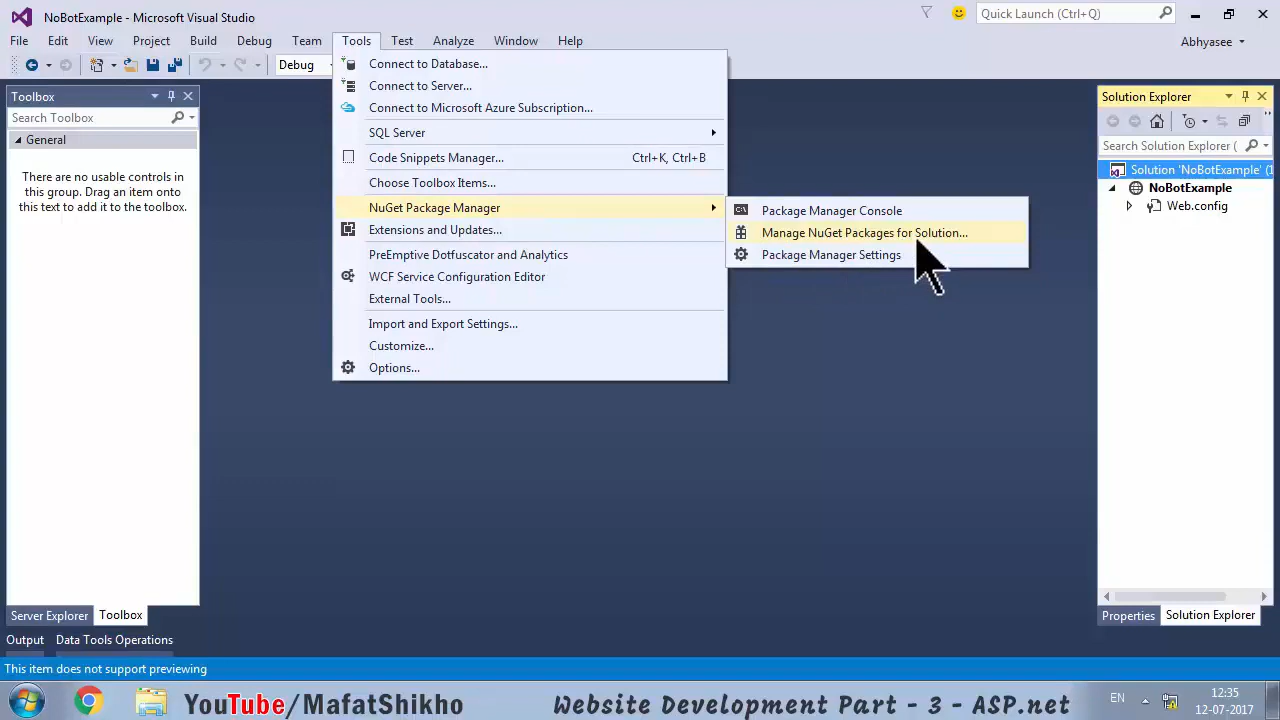 NoBotExample - Microsoft Visual Studio
Quick Launch (Ctrl+Q)
File Edit View Project Build Debug Team Tools Test Analyze Window Help
Abhyasee
Debug
Toolbox
Search Toolbox
General
There are no usable controls in
this group. Drag an item onto
this text to add it to the toolbox.
Connect to Database...
Connect to Server...
Connect to Microsoft Azure Subscription...
SQL Server
Code Snippets Manager... Ctrl+K, Ctrl+B
Choose Toolbox Items...
NuGet Package Manager
Extensions and Updates...
PreEmptive Dotfuscator and Analytics
WCF Service Configuration Editor
External Tools...
Import and Export Settings...
Customize...
Options...
C:\
Package Manager Console
Manage NuGet Packages for Solution...
Package Manager Settings
Solution Explorer
Search Solution Explorer (
Solution 'NoBotExample' (1
NoBotExample
Web.config
Server Explorer Toolbox
Properties Solution Explorer
Output Data Tools Operations
This item does not support previewing
YouTube/MafatShikho
Website Development Part - 3 - ASP.net
EN
12:35
12-07-2017